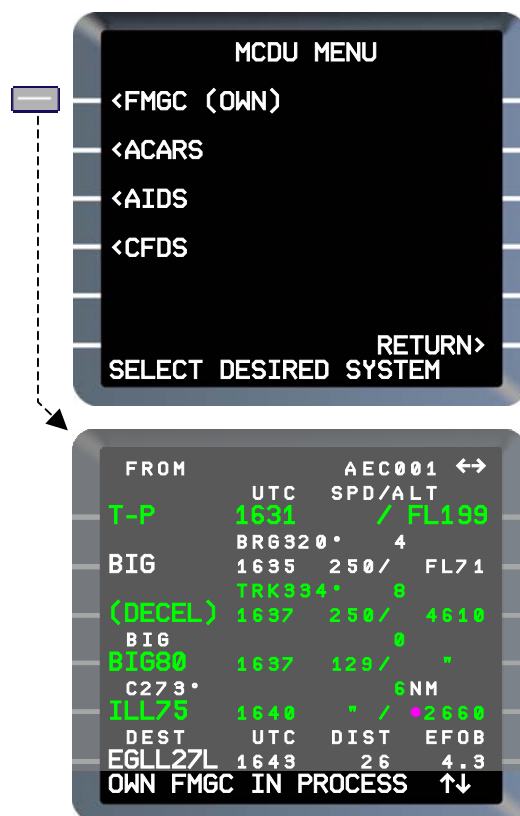 MCDU MENU
<FMGC (OWN)
<ACARS
<AIDS
<CFDS
RETURN>
SELECT DESIRED SYSTEM
FROM AEC001 ←→
UTC SPD/ALT
T-P 1631 / FL199
BRG320° 4
BIG 1635 250/ FL71
TRK334° 8
(DECEL) 1637 250/ 4610
BIG 0
BIG80 1637 129/ "
C273° 6NM
ILL75 1640 " / •2660
DEST UTC DIST EFOB
EGLL27L 1643 26 4.3
OWN FMGC IN PROCESS ↑↓